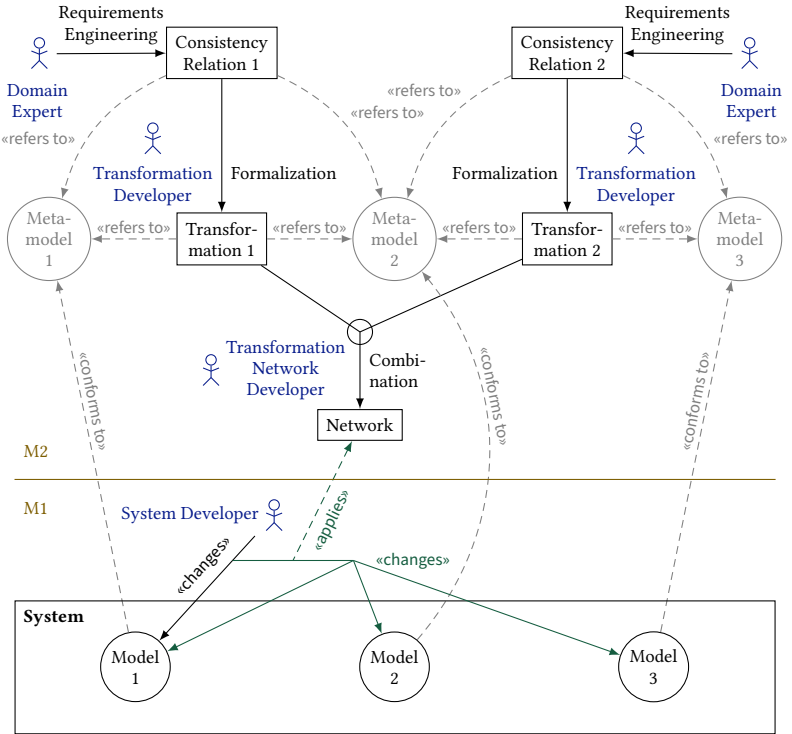 Requirements
Engineering
Requirements
Engineering
Consistency
Relation 1
Consistency
Relation 2
Domain
Expert
Domain
Expert
«refers to»
«refers to»
«refers to»
«refers to»
Transformation
Developer
Formalization
Formalization
Transformation
Developer
Meta-
model
1
«refers to»
Transfor-
mation 1
«refers to»
Meta-
model
2
«refers to»
Transfor-
mation 2
«refers to»
Meta-
model
3
Transformation
Network
Developer
Combi-
nation
«conforms to»
«conforms to»
«conforms to»
Network
M2
M1
System Developer
«applies»
«changes»
«changes»
System
Model
1
Model
2
Model
3